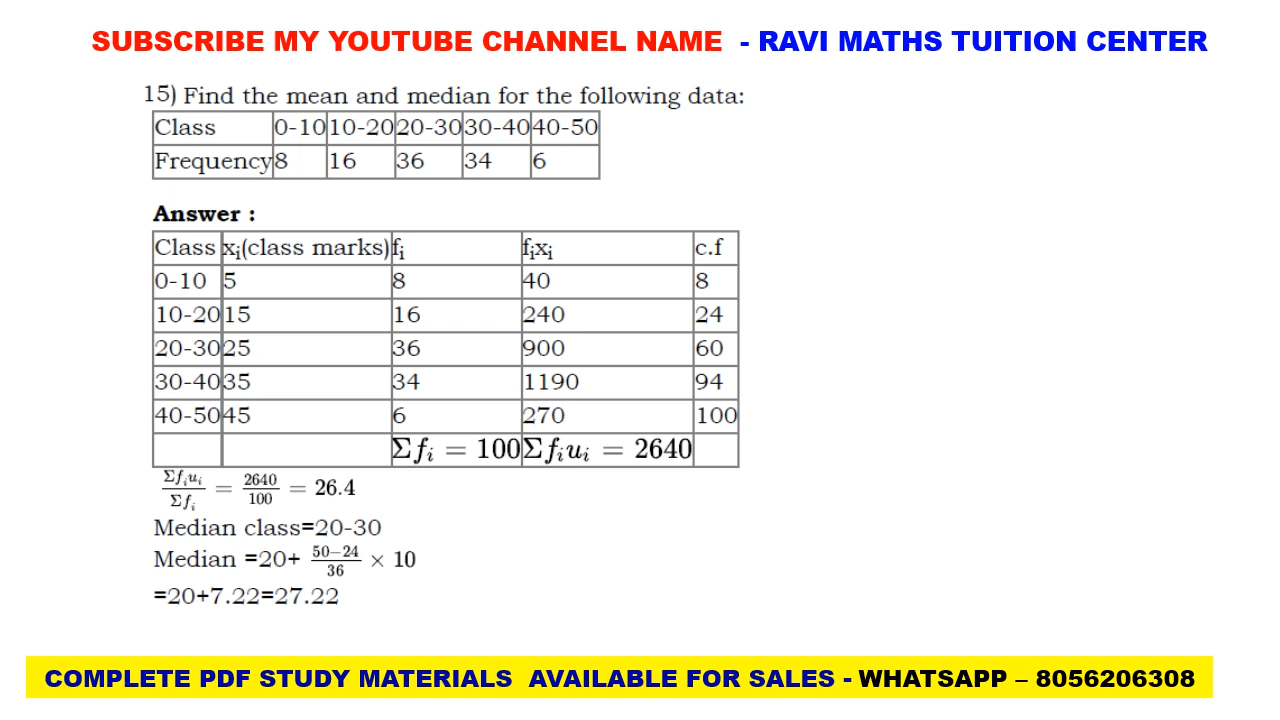 SUBSCRIBE MY YOUTUBE CHANNEL NAME - RAVI MATHS TUITION CENTER
15) Find the mean and median for the following data:
Class 0-10 10-20 20-30 30-40 40-50
Frequency 8 16 36 34 6
Answer :
Class xᵢ(class marks) fᵢ fᵢxᵢ c.f
0-10 5 8 40 8
10-20 15 16 240 24
20-30 25 36 900 60
30-40 35 34 1190 94
40-50 45 6 270 100
Σfᵢ = 100 Σfᵢuᵢ = 2640
Σfᵢuᵢ/Σfᵢ = 2640/100 = 26.4
Median class=20-30
Median =20+ 50−24/36 × 10
=20+7.22=27.22
COMPLETE PDF STUDY MATERIALS AVAILABLE FOR SALES - WHATSAPP – 8056206308